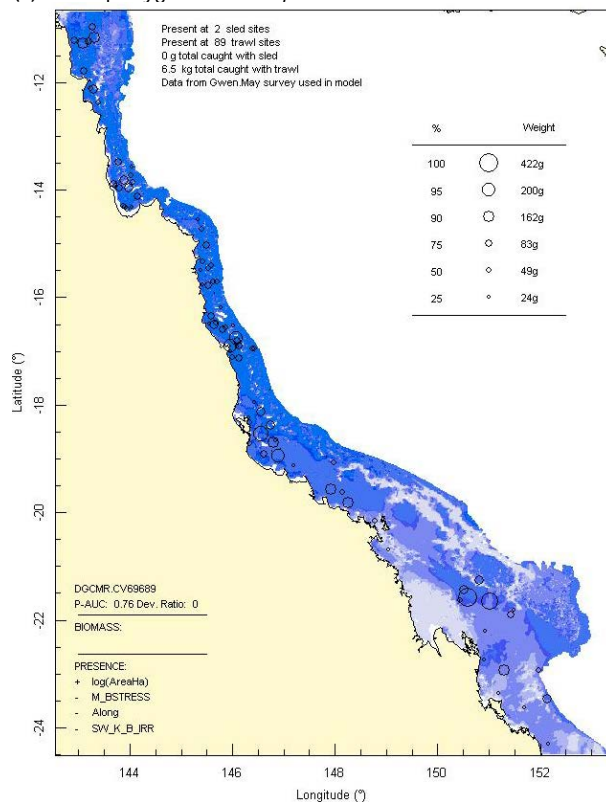 Present at 2 sled sites
Present at 89 trawl sites
0 g total caught with sled
6.5 kg total caught with trawl
Data from Gwen.May survey used in model
% Weight
100 422g
95 200g
90 162g
75 83g
50 49g
25 24g
-12
-14
-16
-18
-20
-22
-24
Latitude (°)
DGCMR.CV69689
P-AUC: 0.76 Dev. Ratio: 0
BIOMASS:
PRESENCE:
+ log(AreaHa)
- M_BSTRESS
- Along
- SW_K_B_IRR
144 146 148 150 152
Longitude (°)